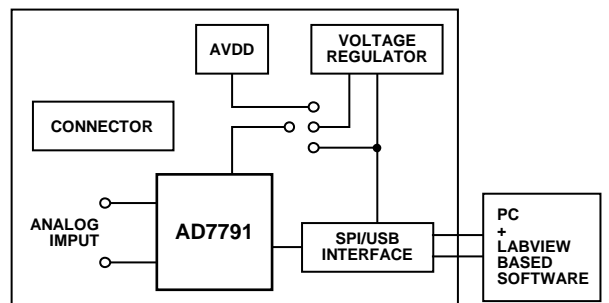 AVDD
VOLTAGE
REGULATOR
CONNECTOR
ANALOG
IMPUT
AD7791
SPI/USB
INTERFACE
PC
+
LABVIEW
BASED
SOFTWARE